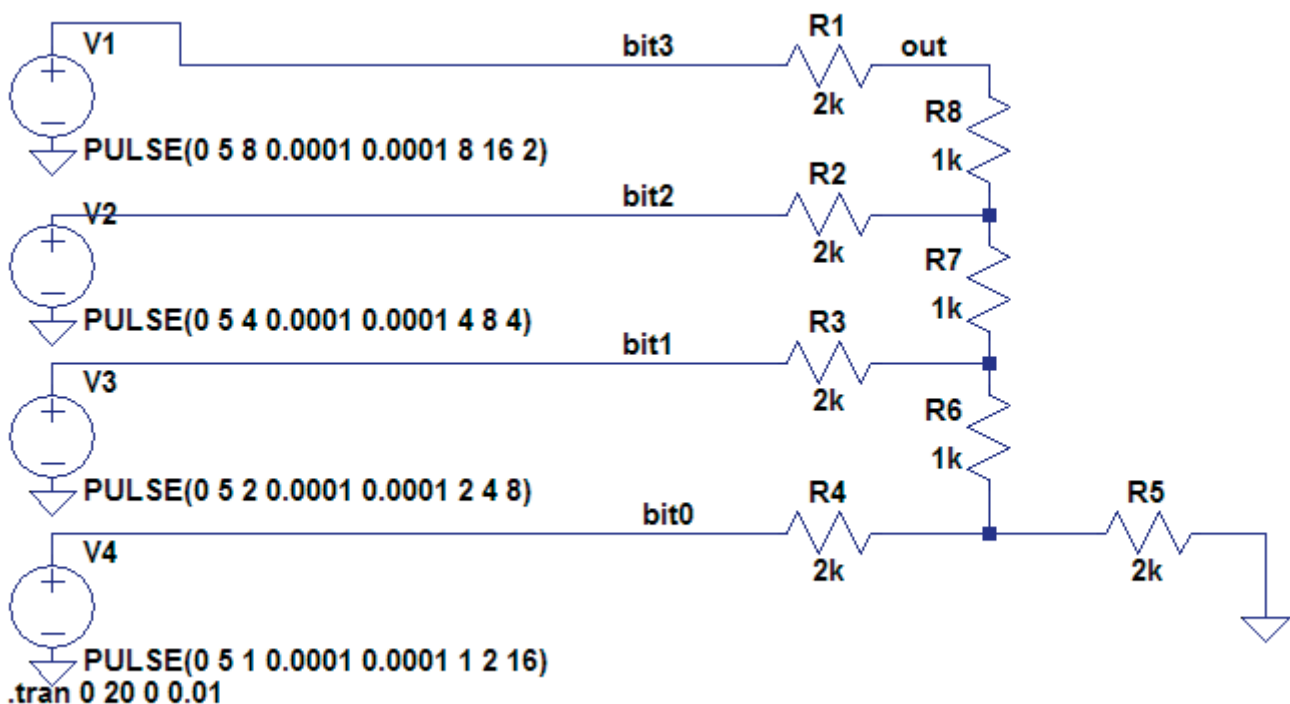 V1
bit3
R1
out
2k
R8
1k
PULSE(0 5 8 0.0001 0.0001 8 16 2)
V2
bit2
R2
2k
R7
1k
PULSE(0 5 4 0.0001 0.0001 4 8 4)
V3
bit1
R3
2k
R6
1k
PULSE(0 5 2 0.0001 0.0001 2 4 8)
V4
bit0
R4
2k
R5
2k
PULSE(0 5 1 0.0001 0.0001 1 2 16)
.tran 0 20 0 0.01